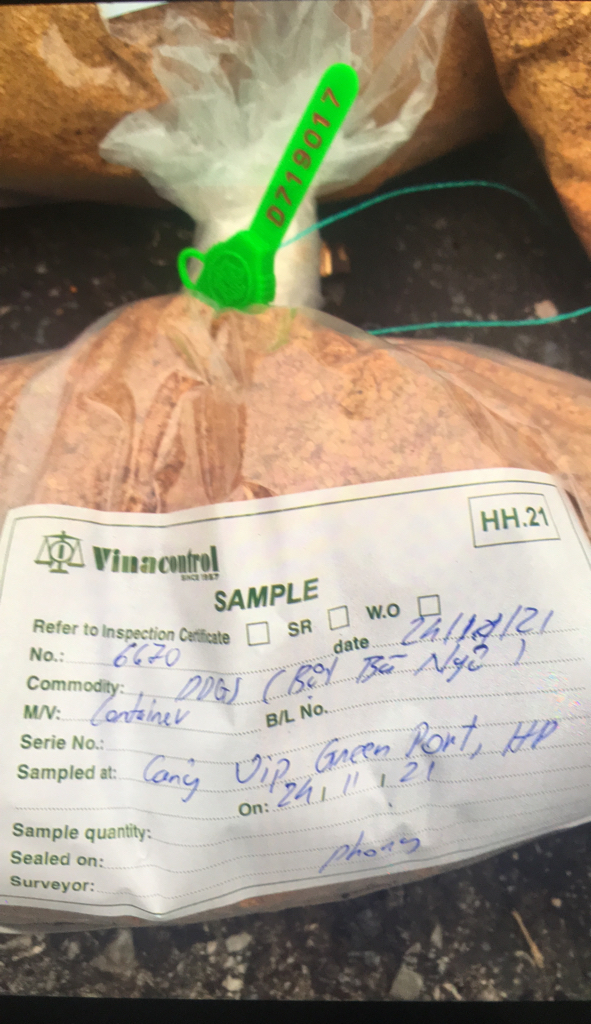 D719017
HH.21
Vinacontrol
SINCE 1957
SAMPLE
Refer to Inspection Certificate SR W.O
No.: 6670 date 24/ /21
Commodity: DDGS (Bột Bã Ngô)
M/V: Container B/L No.
Serie No.:
Sampled at: Cảng Vip Green Port, HP
On: 24/11/21
Sample quantity:
Sealed on:
Surveyor: phong